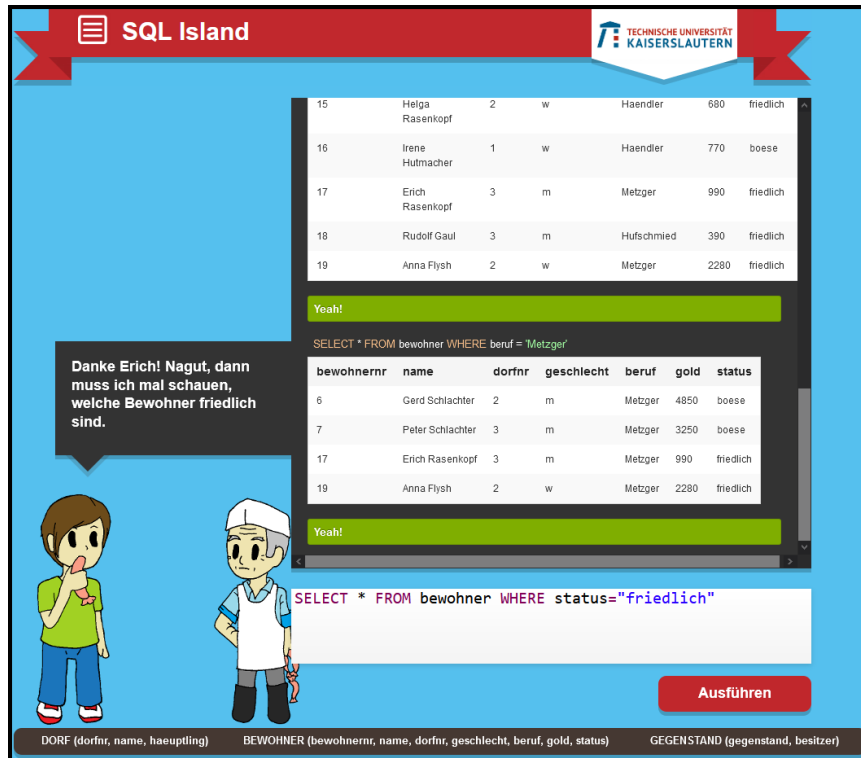 SQL Island
TECHNISCHE UNIVERSITÄT
KAISERSLAUTERN
15 Helga Rasenkopf 2 w Haendler 680 friedlich
16 Irene Hutmacher 1 w Haendler 770 boese
17 Erich Rasenkopf 3 m Metzger 990 friedlich
18 Rudolf Gaul 3 m Hufschmied 390 friedlich
19 Anna Flysh 2 w Metzger 2280 friedlich
Yeah!
SELECT * FROM bewohner WHERE beruf = 'Metzger'
bewohnernr name dorfnr geschlecht beruf gold status
6 Gerd Schlachter 2 m Metzger 4850 boese
7 Peter Schlachter 3 m Metzger 3250 boese
17 Erich Rasenkopf 3 m Metzger 990 friedlich
19 Anna Flysh 2 w Metzger 2280 friedlich
Yeah!
Danke Erich! Nagut, dann
muss ich mal schauen,
welche Bewohner friedlich
sind.
SELECT * FROM bewohner WHERE status="friedlich"
Ausführen
DORF (dorfnr, name, haeuptling) BEWOHNER (bewohnernr, name, dorfnr, geschlecht, beruf, gold, status) GEGENSTAND (gegenstand, besitzer)